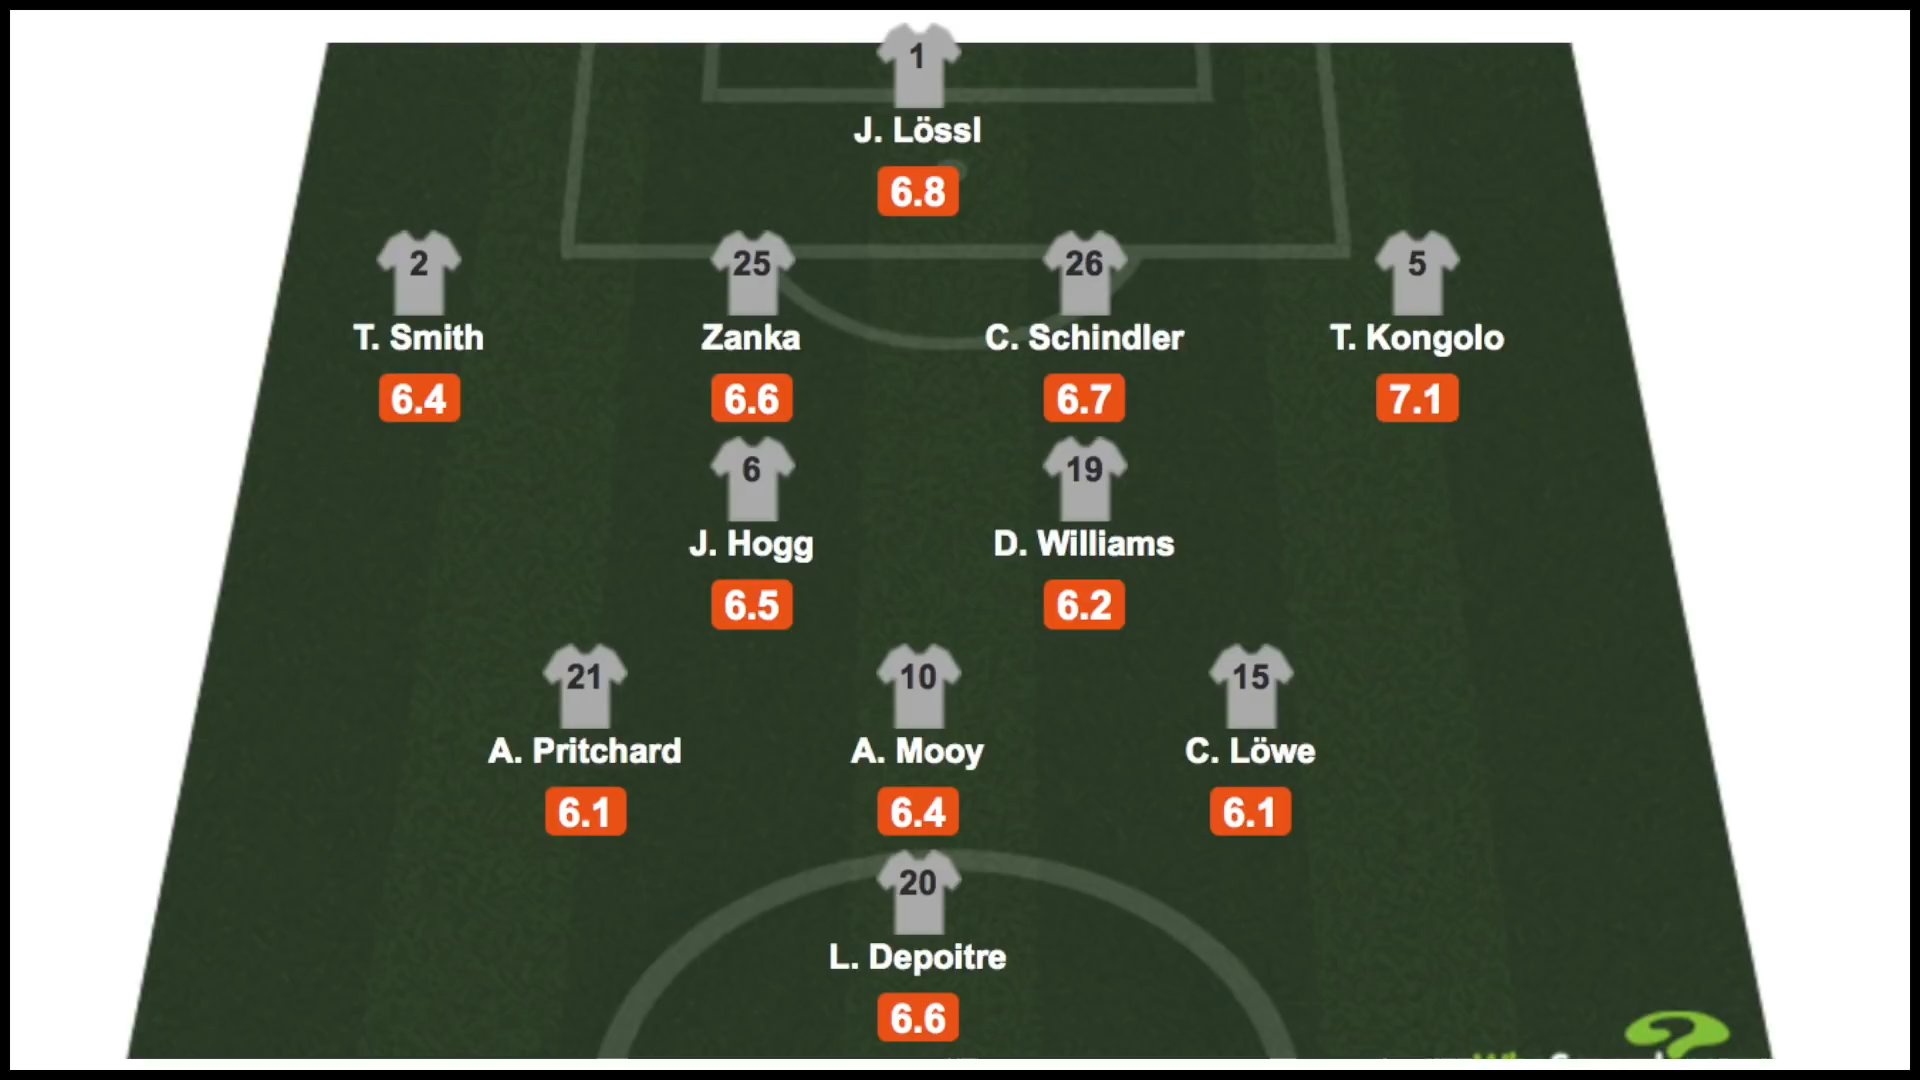 1
J. Lössl
6.8
2 25 26 5
T. Smith Zanka C. Schindler T. Kongolo
6.4 6.6 6.7 7.1
6 19
J. Hogg D. Williams
6.5 6.2
21 10 15
A. Pritchard A. Mooy C. Löwe
6.1 6.4 6.1
20
L. Depoitre
6.6